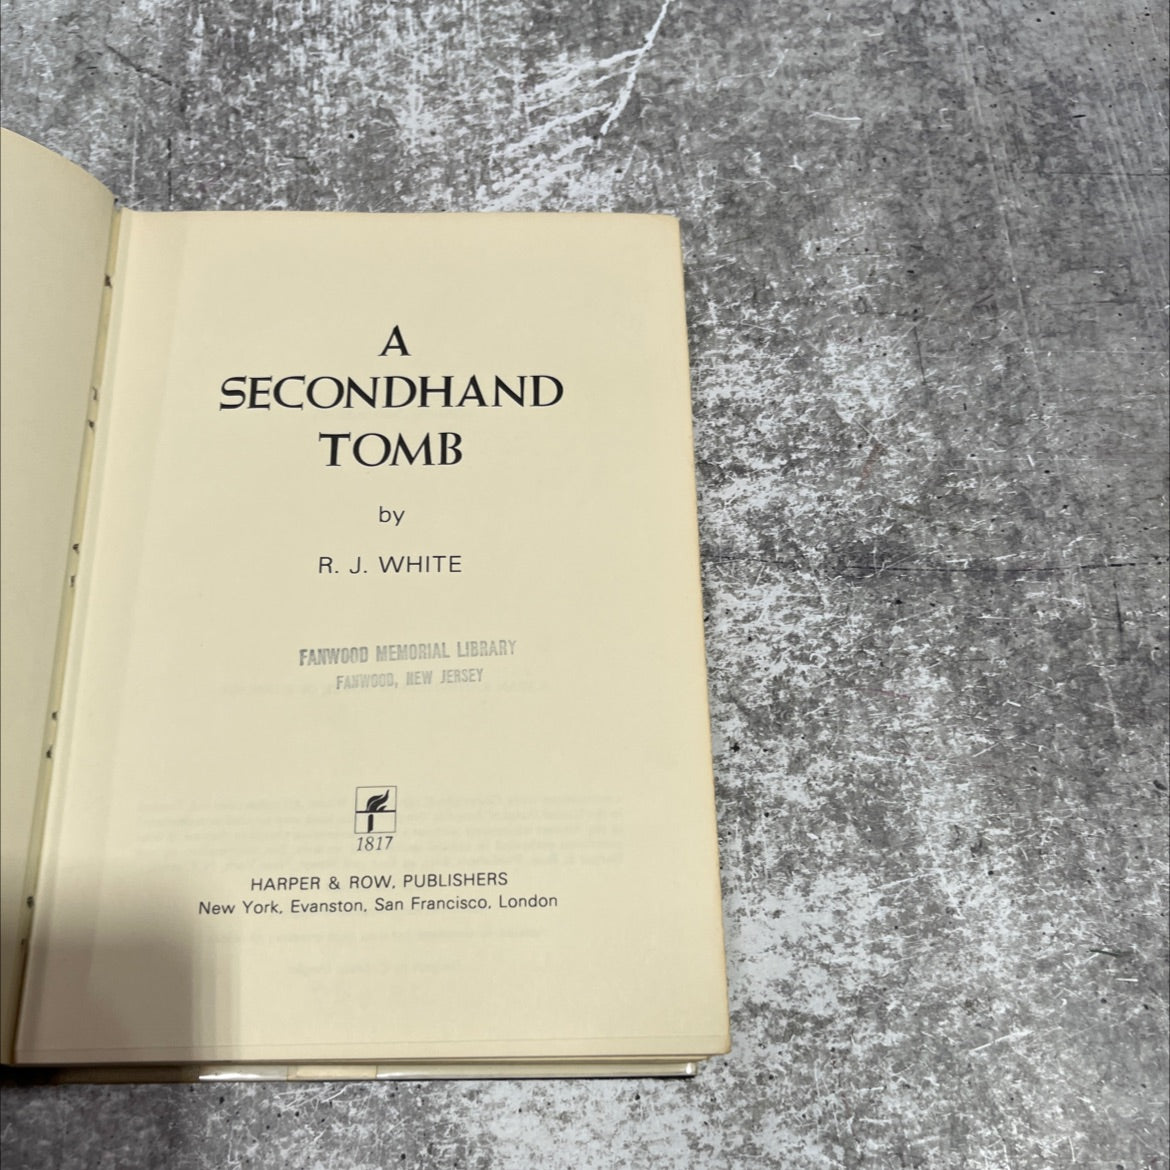 A
SECONDHAND
TOMB
by
R. J. WHITE
FANWOOD MEMORIAL LIBRARY
FANWOOD, NEW JERSEY
1817
HARPER & ROW, PUBLISHERS
New York, Evanston, San Francisco, London